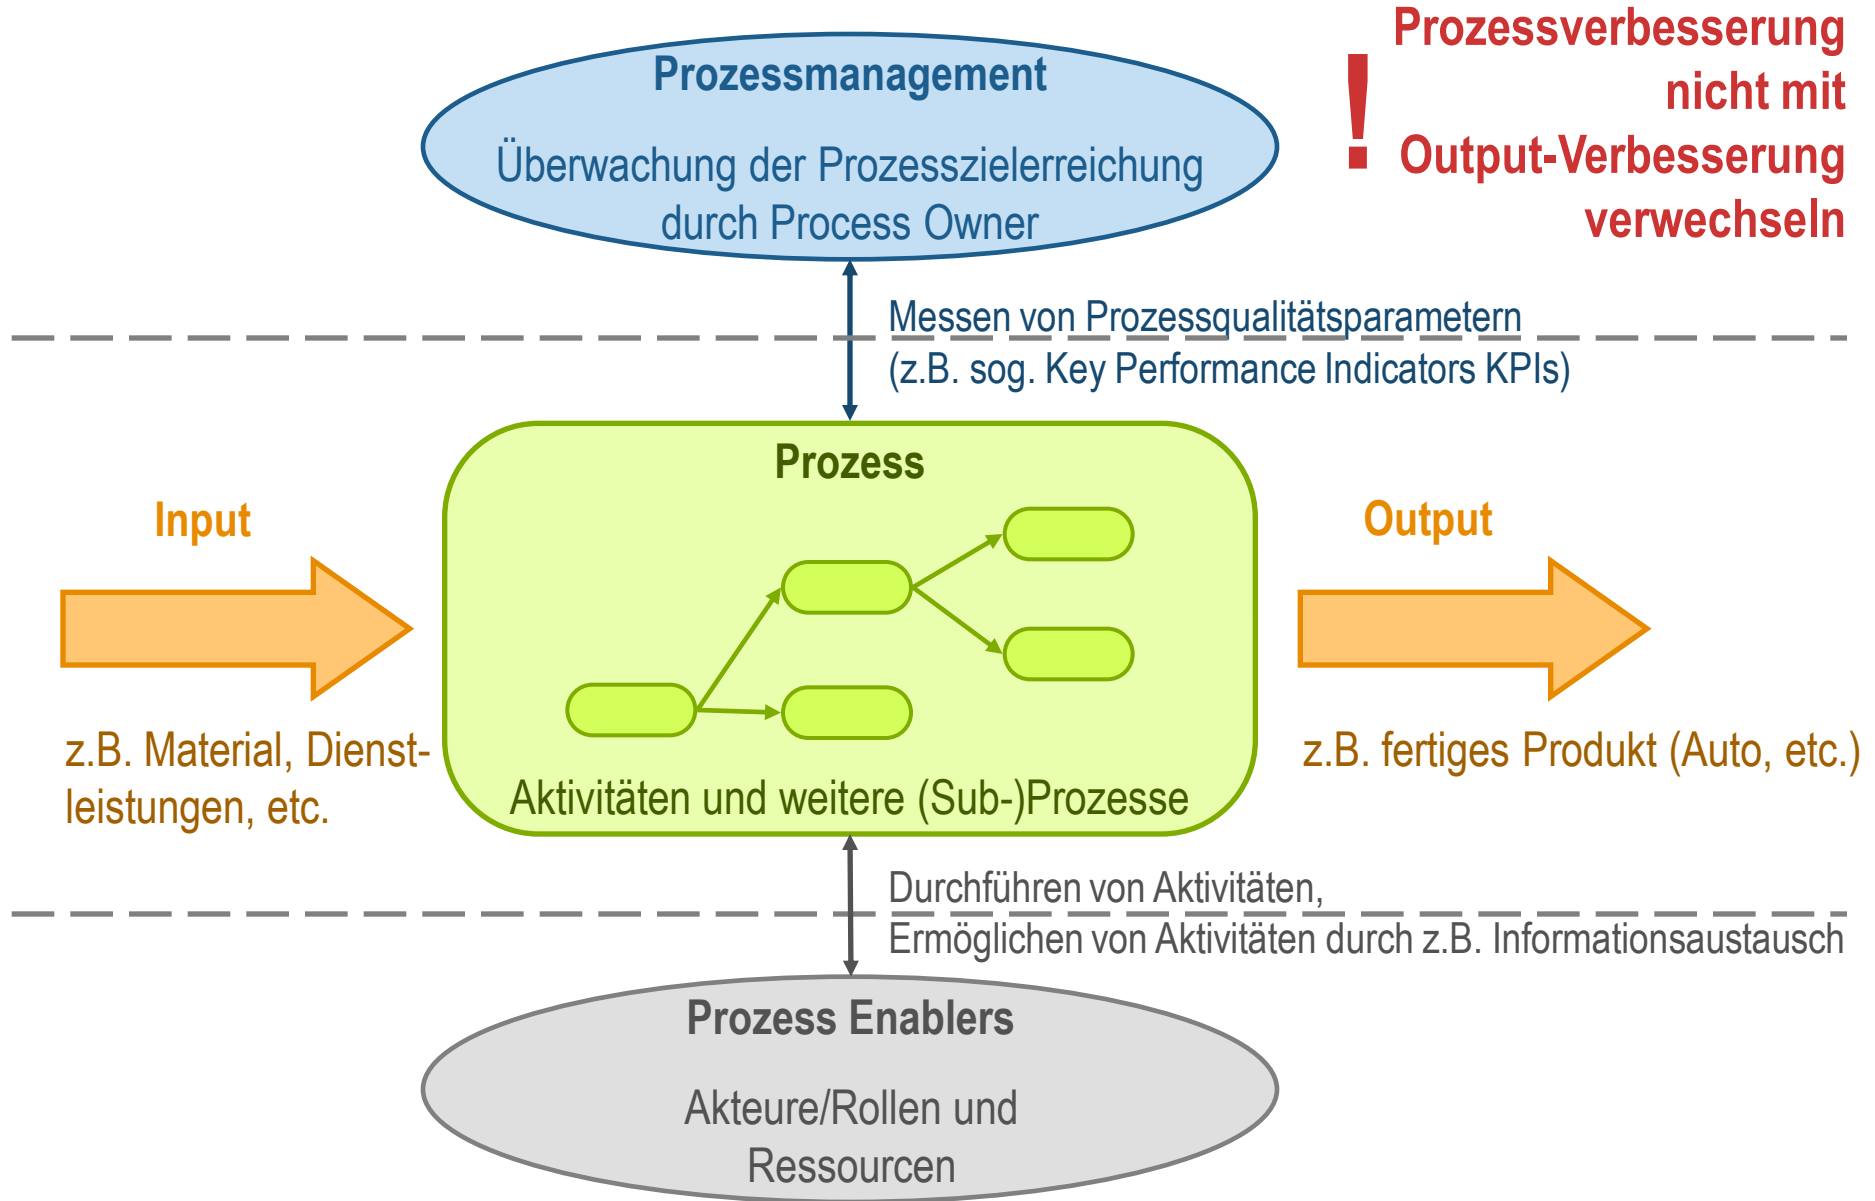 Prozessverbesserung
nicht mit
Output-Verbesserung
verwechseln
!
Prozessmanagement
Überwachung der Prozesszielerreichung
durch Process Owner
Messen von Prozessqualitätsparametern
(z.B. sog. Key Performance Indicators KPIs)
Prozess
Input
Output
z.B. Material, Dienst-
leistungen, etc.
z.B. fertiges Produkt (Auto, etc.)
Aktivitäten und weitere (Sub-)Prozesse
Durchführen von Aktivitäten,
Ermöglichen von Aktivitäten durch z.B. Informationsaustausch
Prozess Enablers
Akteure/Rollen und
Ressourcen